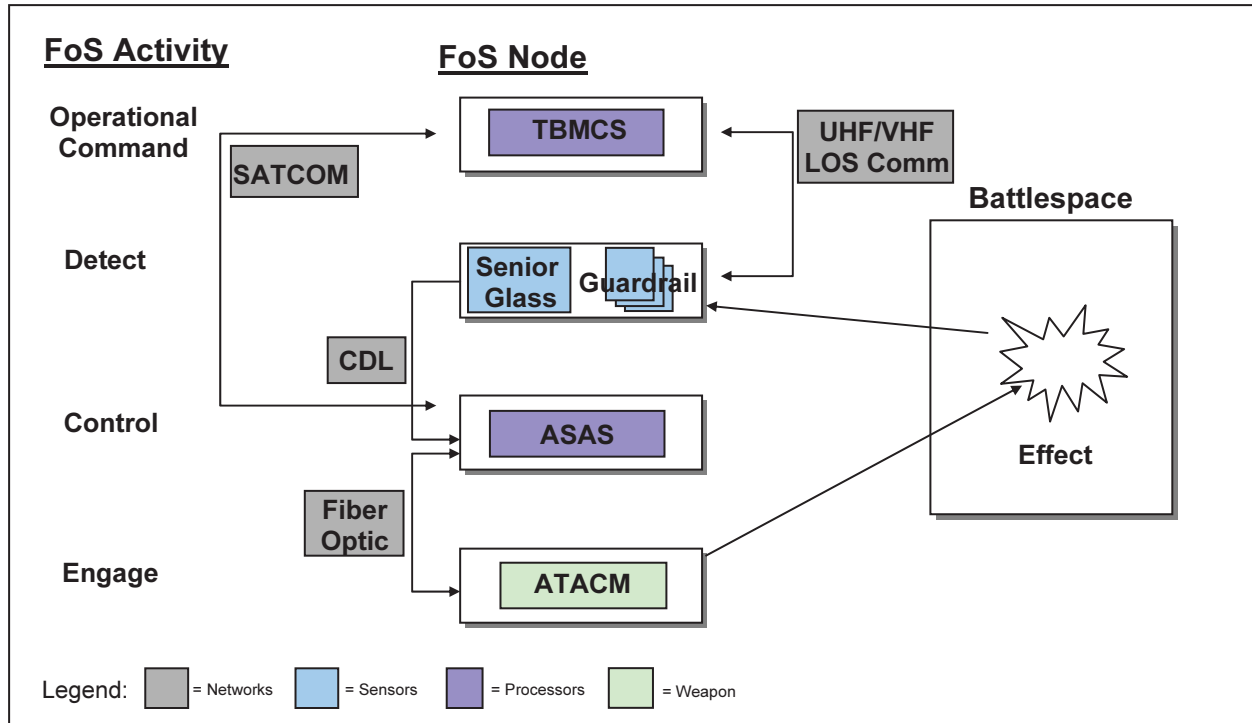 FoS Activity
FoS Node
Operational
Command
TBMCS
UHF/VHF
LOS Comm
SATCOM
Battlespace
Detect
Senior
Glass
Guardrail
CDL
Control
ASAS
Effect
Fiber
Optic
Engage
ATACM
Legend:
= Networks
= Sensors
= Processors
= Weapon